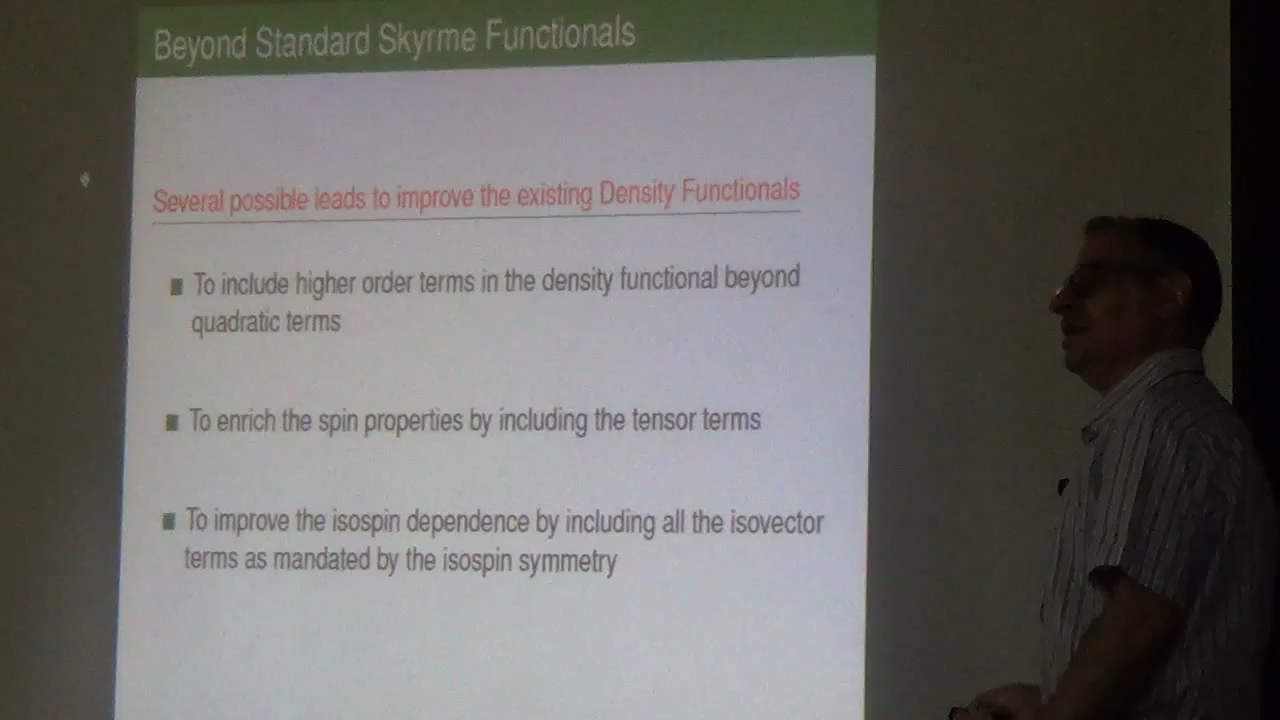 Beyond Standard Skyrme Functionals
Several possible leads to improve the existing Density Functionals
To include higher order terms in the density functional beyond
quadratic terms
To enrich the spin properties by including the tensor terms
To improve the isospin dependence by including all the isovector
terms as mandated by the isospin symmetry